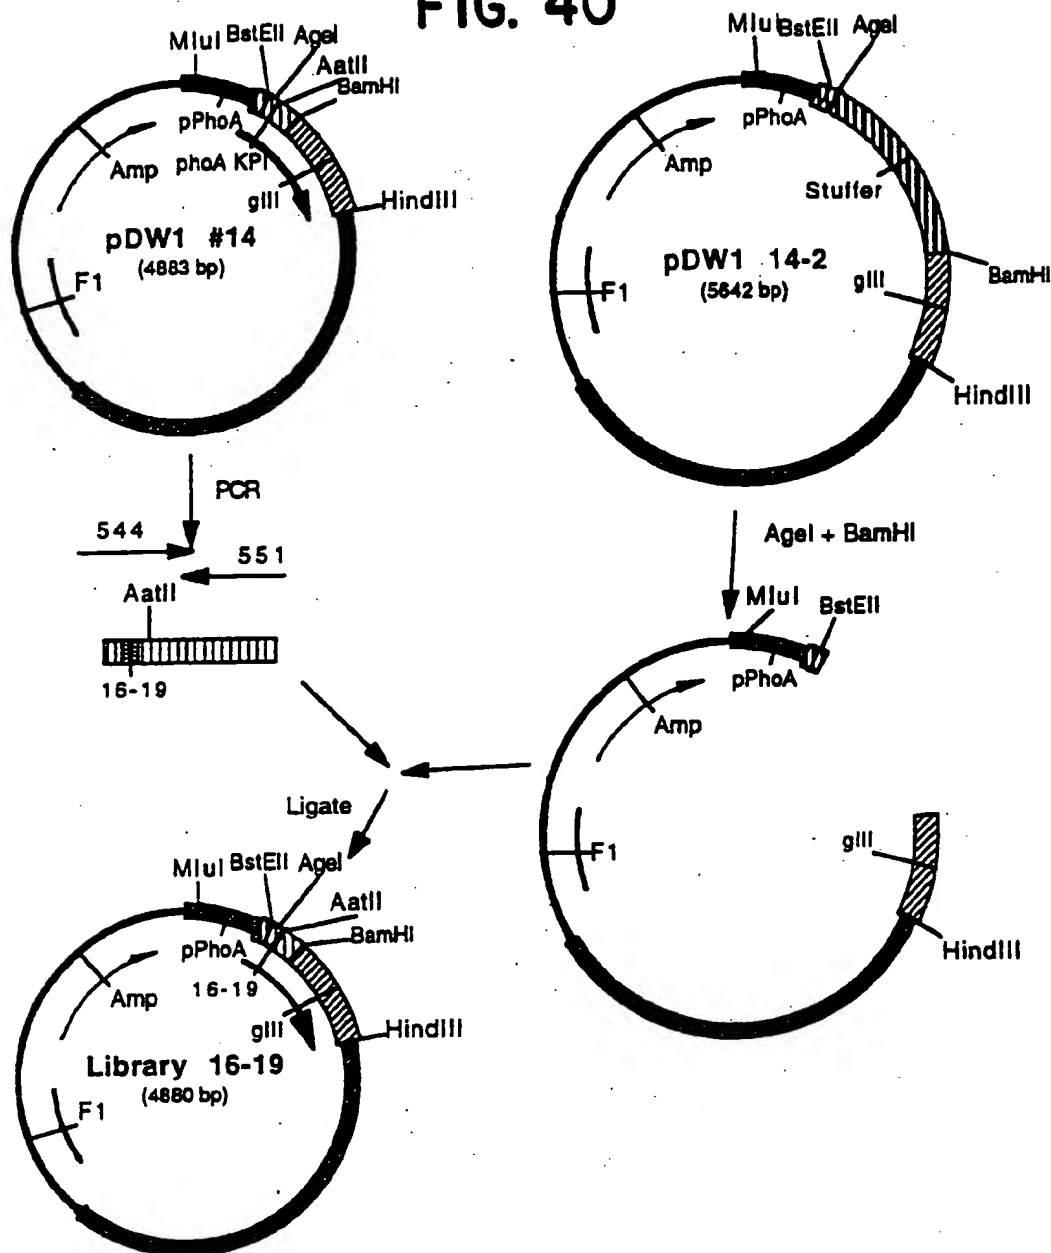 FIG. 40
MluI BstEII AgeI
AatII
BamHI
pPhoA
Amp
phoA KPI
gIII
HindIII
pDW1 #14
(4883 bp)
F1
MluI BstEII AgeI
pPhoA
Amp
Stuffer
pDW1 14-2
(5642 bp)
gIII
BamHI
F1
HindIII
PCR
544
551
AatII
16-19
AgeI + BamHI
MluI
BstEII
pPhoA
Amp
F1
gIII
HindIII
Ligate
MluI BstEII AgeI
AatII
BamHI
pPhoA
16-19
Amp
gIII
HindIII
Library 16-19
(4880 bp)
F1